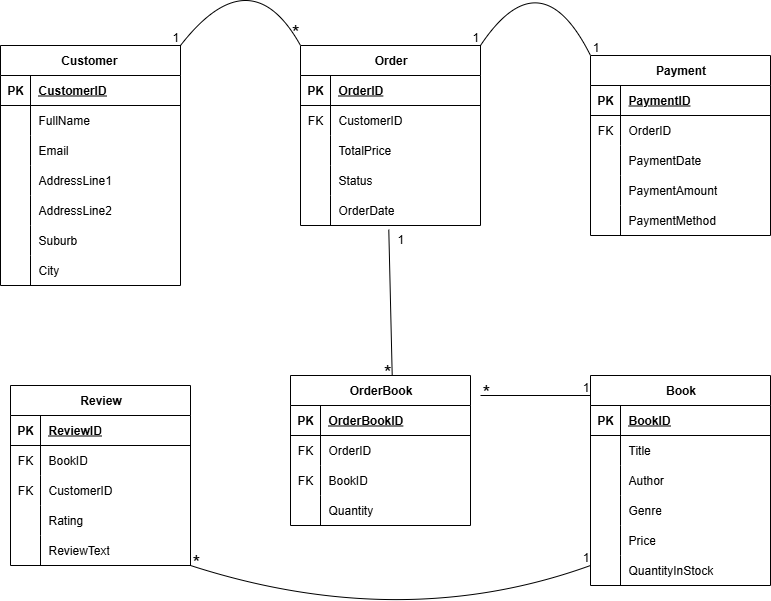 1
*
1
1
Customer
PK CustomerID
FullName
Email
AddressLine1
AddressLine2
Suburb
City
Order
PK OrderID
FK CustomerID
TotalPrice
Status
OrderDate
Payment
PK PaymentID
FK OrderID
PaymentDate
PaymentAmount
PaymentMethod
1
*
Review
PK ReviewID
FK BookID
FK CustomerID
Rating
ReviewText
OrderBook
PK OrderBookID
FK OrderID
FK BookID
Quantity
*
1
Book
PK BookID
Title
Author
Genre
Price
QuantityInStock
*
1